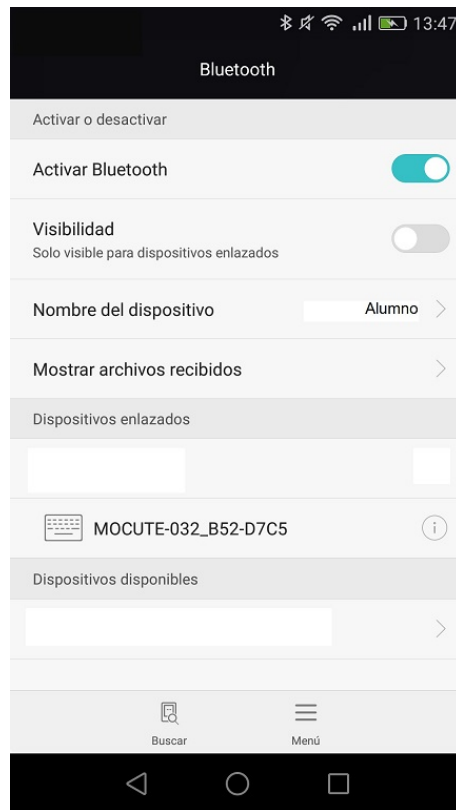 13:47
Bluetooth
Activar o desactivar
Activar Bluetooth
Visibilidad
Solo visible para dispositivos enlazados
Nombre del dispositivo Alumno
Mostrar archivos recibidos
Dispositivos enlazados
MOCUTE-032_B52-D7C5
Dispositivos disponibles
Buscar Menú